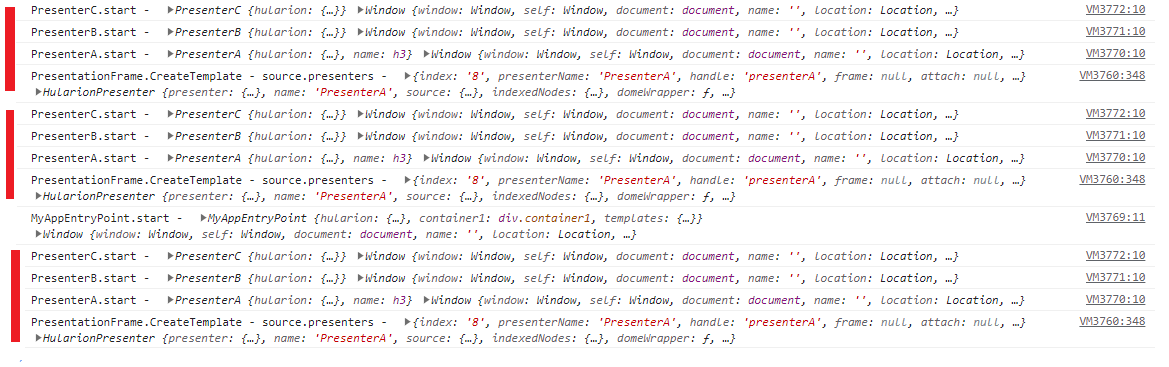 PresenterC.start -  ▶PresenterC {hularion: {…}} ▶Window {window: Window, self: Window, document: document, name: '', location: Location, …} VM3772:10
PresenterB.start -  ▶PresenterB {hularion: {…}} ▶Window {window: Window, self: Window, document: document, name: '', location: Location, …} VM3771:10
PresenterA.start -  ▶PresenterA {hularion: {…}, name: h3} ▶Window {window: Window, self: Window, document: document, name: '', location: Location, …} VM3770:10
PresentationFrame.CreateTemplate - source.presenters -  ▶{index: '8', presenterName: 'PresenterA', handle: 'presenterA', frame: null, attach: null, …} VM3760:348
▶HularionPresenter {presenter: {…}, name: 'PresenterA', source: {…}, indexedNodes: {…}, domeWrapper: ƒ, …}
PresenterC.start -  ▶PresenterC {hularion: {…}} ▶Window {window: Window, self: Window, document: document, name: '', location: Location, …} VM3772:10
PresenterB.start -  ▶PresenterB {hularion: {…}} ▶Window {window: Window, self: Window, document: document, name: '', location: Location, …} VM3771:10
PresenterA.start -  ▶PresenterA {hularion: {…}, name: h3} ▶Window {window: Window, self: Window, document: document, name: '', location: Location, …} VM3770:10
PresentationFrame.CreateTemplate - source.presenters -  ▶{index: '8', presenterName: 'PresenterA', handle: 'presenterA', frame: null, attach: null, …} VM3760:348
▶HularionPresenter {presenter: {…}, name: 'PresenterA', source: {…}, indexedNodes: {…}, domeWrapper: ƒ, …}
MyAppEntryPoint.start -  ▶MyAppEntryPoint {hularion: {…}, container1: div.container1, templates: {…}} VM3769:11
▶Window {window: Window, self: Window, document: document, name: '', location: Location, …}
PresenterC.start -  ▶PresenterC {hularion: {…}} ▶Window {window: Window, self: Window, document: document, name: '', location: Location, …} VM3772:10
PresenterB.start -  ▶PresenterB {hularion: {…}} ▶Window {window: Window, self: Window, document: document, name: '', location: Location, …} VM3771:10
PresenterA.start -  ▶PresenterA {hularion: {…}, name: h3} ▶Window {window: Window, self: Window, document: document, name: '', location: Location, …} VM3770:10
PresentationFrame.CreateTemplate - source.presenters -  ▶{index: '8', presenterName: 'PresenterA', handle: 'presenterA', frame: null, attach: null, …} VM3760:348
▶HularionPresenter {presenter: {…}, name: 'PresenterA', source: {…}, indexedNodes: {…}, domeWrapper: ƒ, …}